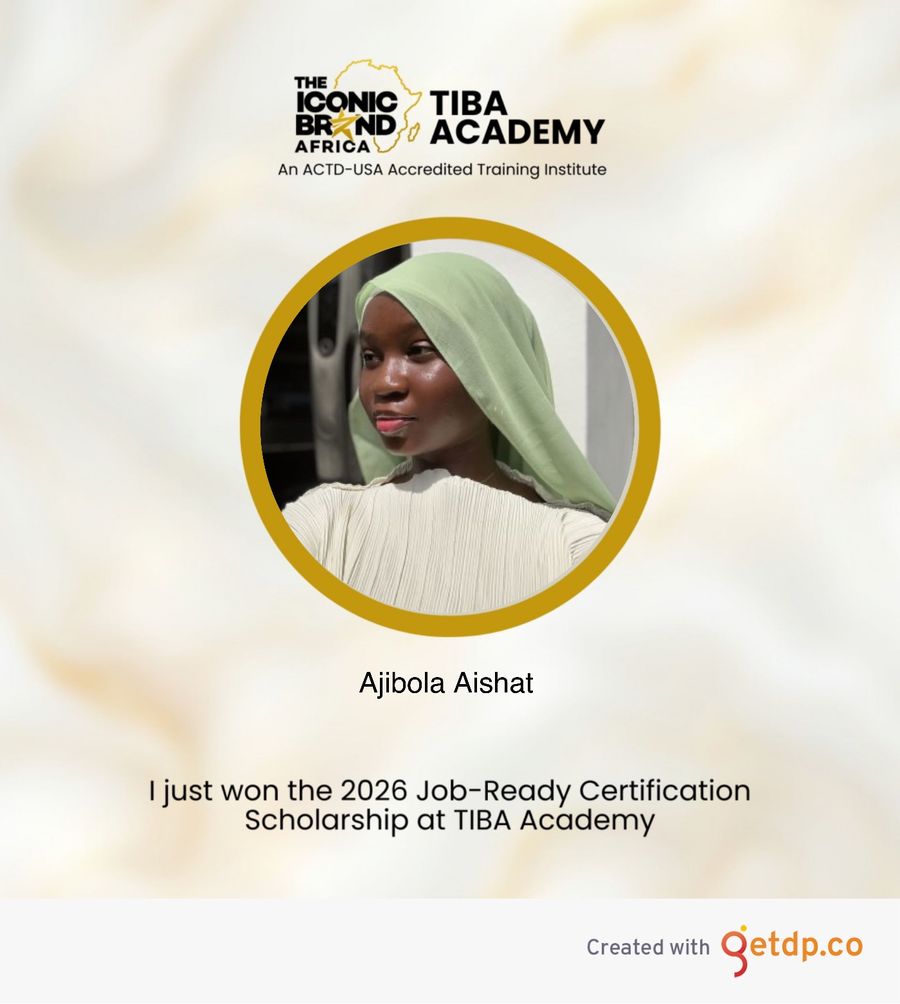 THE
ICONIC
BRAND
AFRICA
TIBA
ACADEMY
An ACTD-USA Accredited Training Institute
Ajibola Aishat
I just won the 2026 Job-Ready Certification
Scholarship at TIBA Academy
Created with getdp.co